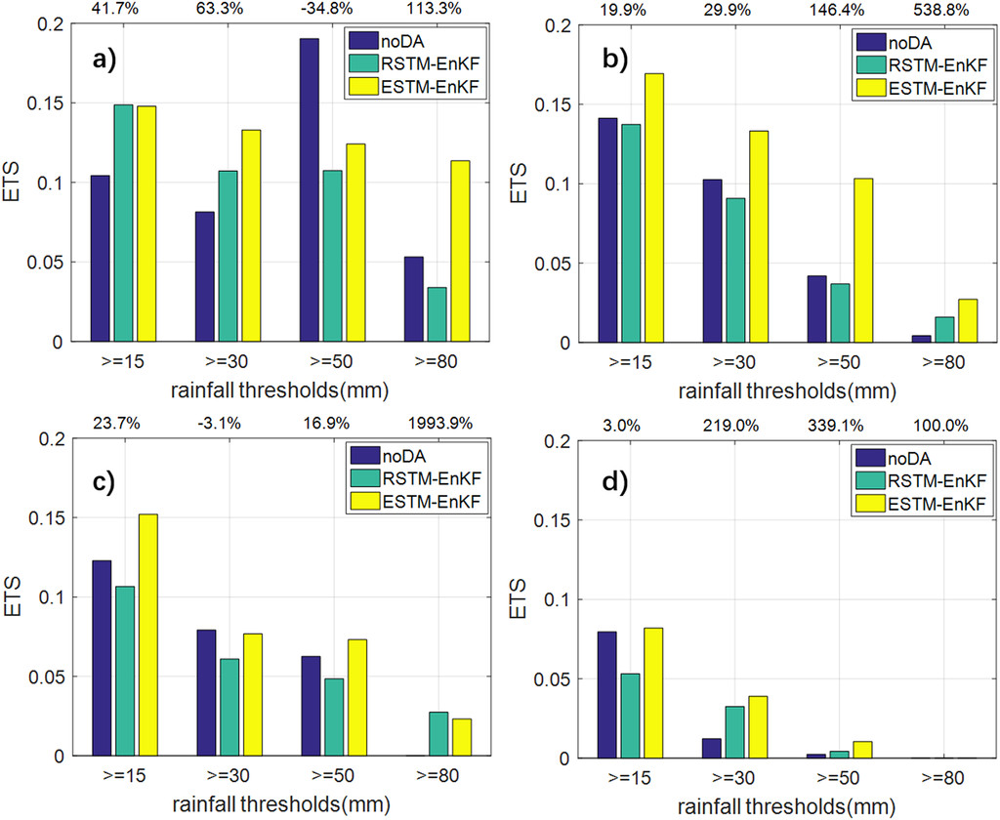 41.7% 63.3% -34.8% 113.3%
0.2
0.15
0.1
0.05
0
ETS
a)
noDA
RSTM-EnKF
ESTM-EnKF
>=15 >=30 >=50 >=80
rainfall thresholds(mm)
19.9% 29.9% 146.4% 538.8%
0.2
0.15
0.1
0.05
0
ETS
b)
noDA
RSTM-EnKF
ESTM-EnKF
>=15 >=30 >=50 >=80
rainfall thresholds(mm)
23.7% -3.1% 16.9% 1993.9%
0.2
0.15
0.1
0.05
0
ETS
c)
noDA
RSTM-EnKF
ESTM-EnKF
>=15 >=30 >=50 >=80
rainfall thresholds(mm)
3.0% 219.0% 339.1% 100.0%
0.2
0.15
0.1
0.05
0
ETS
d)
noDA
RSTM-EnKF
ESTM-EnKF
>=15 >=30 >=50 >=80
rainfall thresholds(mm)